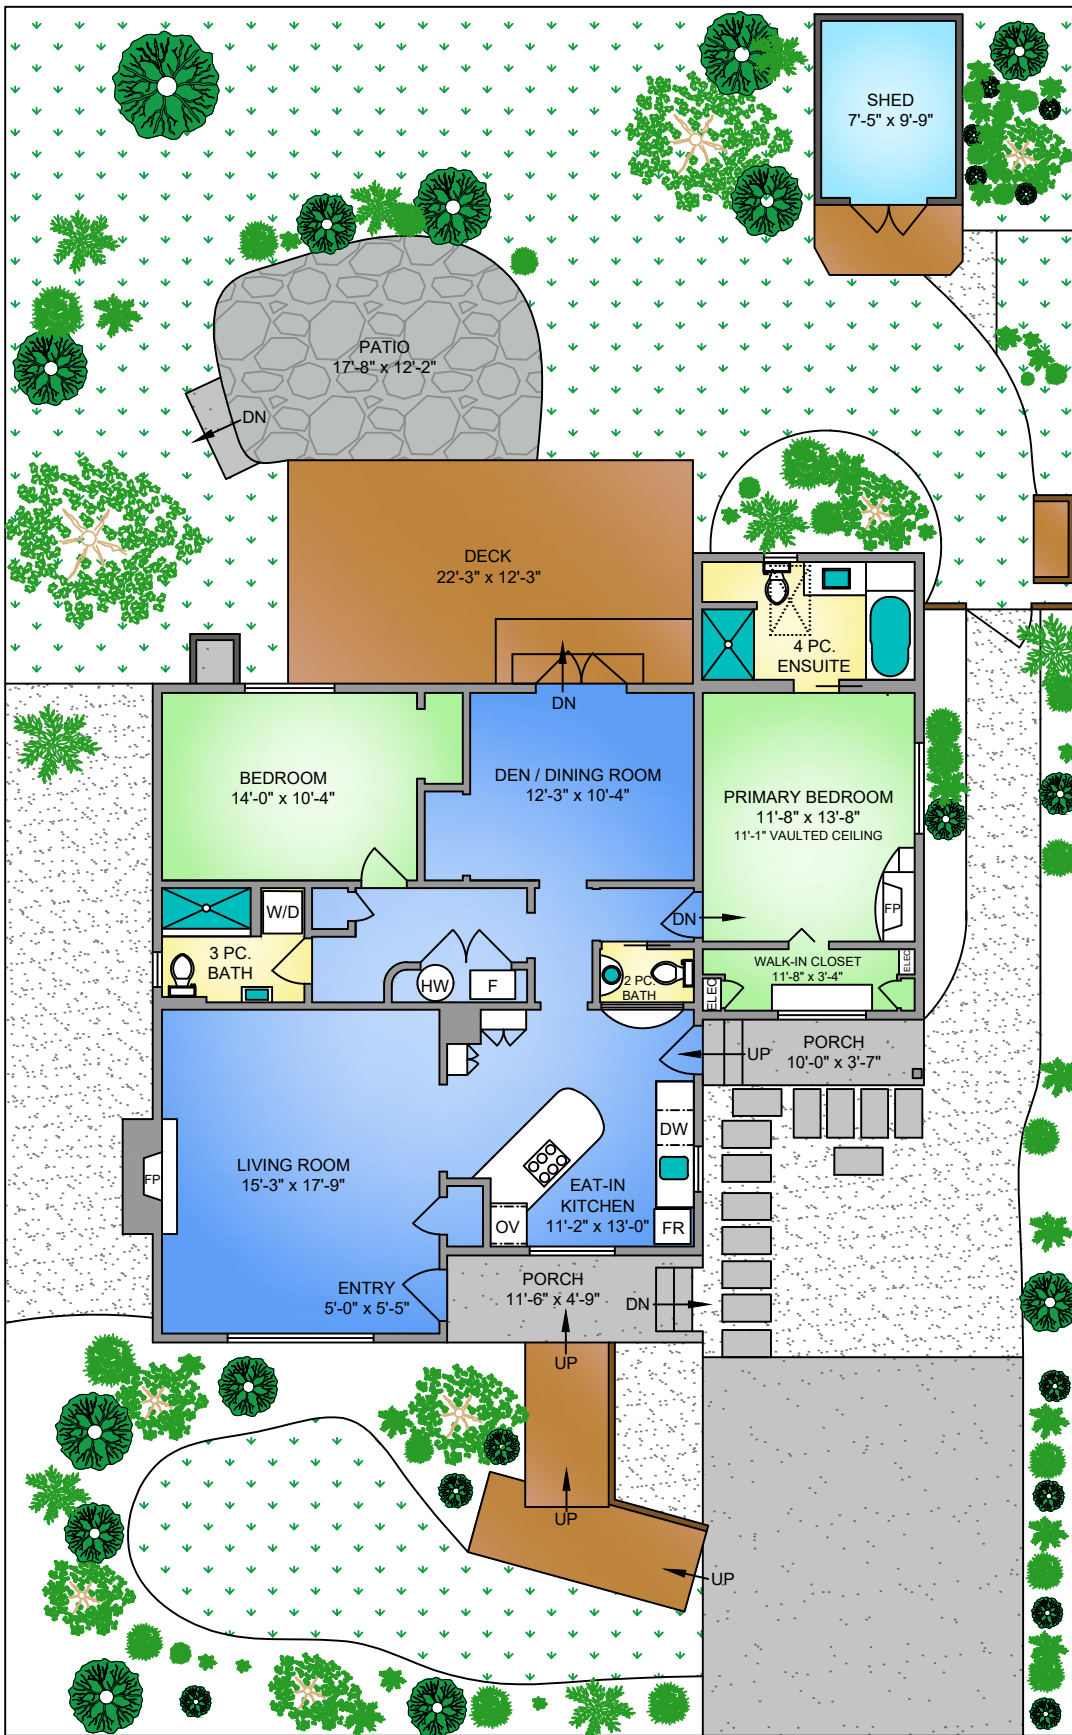 SHED
7'-5" x 9'-9"
PATIO
17'-8" x 12'-2"
DN
DECK
22'-3" x 12'-3"
4 PC.
ENSUITE
DN
BEDROOM
14'-0" x 10'-4"
DEN / DINING ROOM
12'-3" x 10'-4"
PRIMARY BEDROOM
11'-8" x 13'-8"
11'-1" VAULTED CEILING
FP
W/D
DN
3 PC.
BATH
HW
F
2 PC.
BATH
WALK-IN CLOSET
11'-8" x 3'-4"
ELEC
ELEC
UP
PORCH
10'-0" x 3'-7"
DW
LIVING ROOM
15'-3" x 17'-9"
FP
EAT-IN
KITCHEN
11'-2" x 13'-0"
OV
FR
ENTRY
5'-0" x 5'-5"
PORCH
11'-6" x 4'-9"
DN
UP
UP
UP